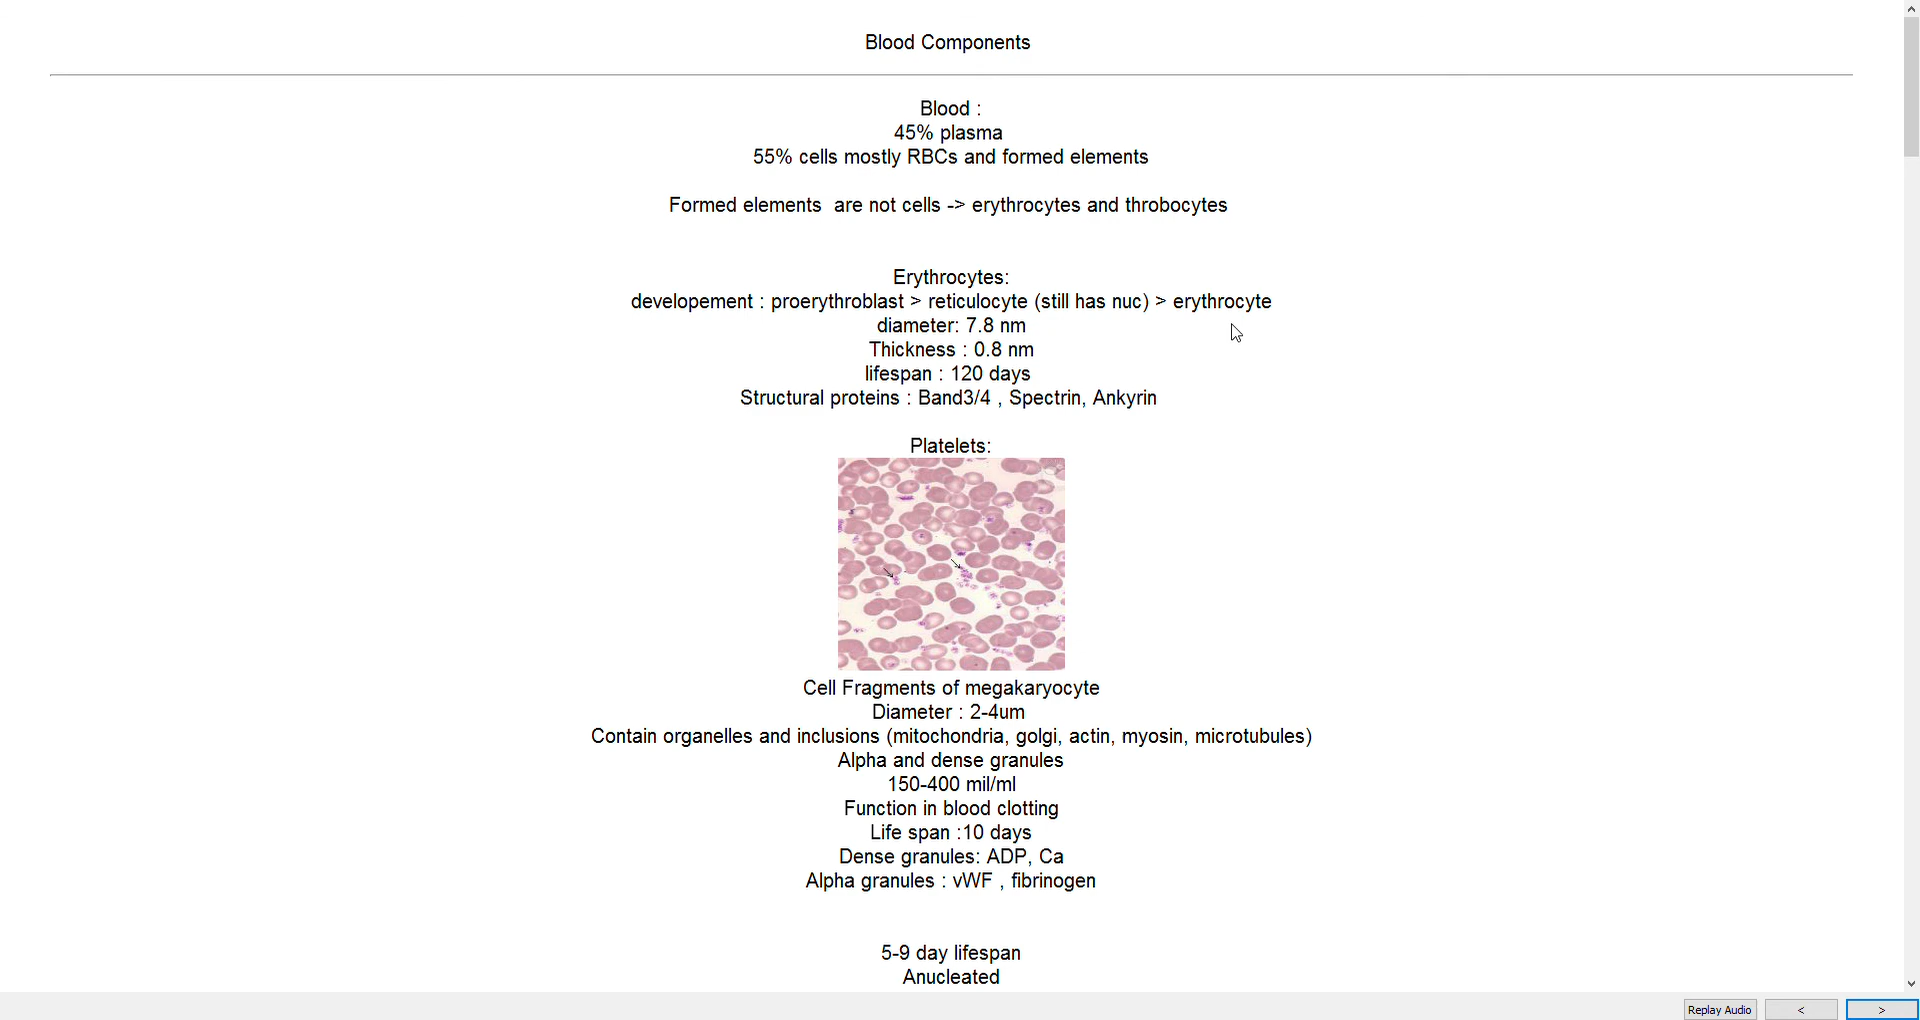 Blood Components
Blood :
45% plasma
55% cells mostly RBCs and formed elements
Formed elements  are not cells -> erythrocytes and throbocytes
Erythrocytes:
developement : proerythroblast > reticulocyte (still has nuc) > erythrocyte
diameter: 7.8 nm
Thickness : 0.8 nm
lifespan : 120 days
Structural proteins : Band3/4 , Spectrin, Ankyrin
Platelets:
Cell Fragments of megakaryocyte
Diameter : 2-4um
Contain organelles and inclusions (mitochondria, golgi, actin, myosin, microtubules)
Alpha and dense granules
150-400 mil/ml
Function in blood clotting
Life span :10 days
Dense granules: ADP, Ca
Alpha granules : vWF , fibrinogen
5-9 day lifespan
Anucleated
Replay Audio
<
>